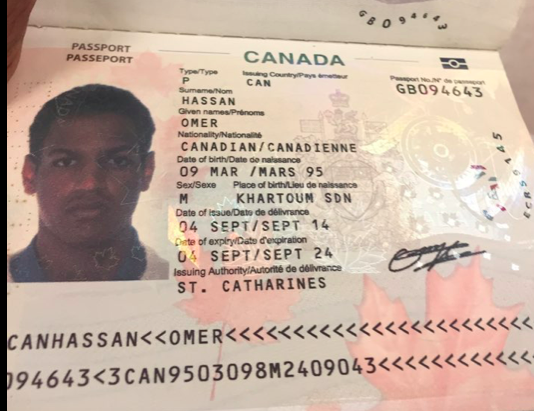 PASSPORT
PASSEPORT
CANADA
Type/Type
Issuing Country/Pays émetteur
Passport No./N° de passeport
P
CAN
GB094643
Surname/Nom
HASSAN
Given names/Prénoms
OMER
Nationality/Nationalité
CANADIAN/CANADIENNE
Date of birth/Date de naissance
09 MAR /MARS 95
Sex/Sexe Place of birth/Lieu de naissance
M KHARTOUM SDN
Date of issue/Date de délivrance
04 SEPT/SEPT 14
Date of expiry/Date d'expiration
04 SEPT/SEPT 24
Issuing Authority/Autorité de délivrance
ST. CATHARINES
CANHASSAN<<OMER<<<<<<<<<<<<<<<<<<<<<
094643<3CAN9503098M2409043<<<<<<<<<<<